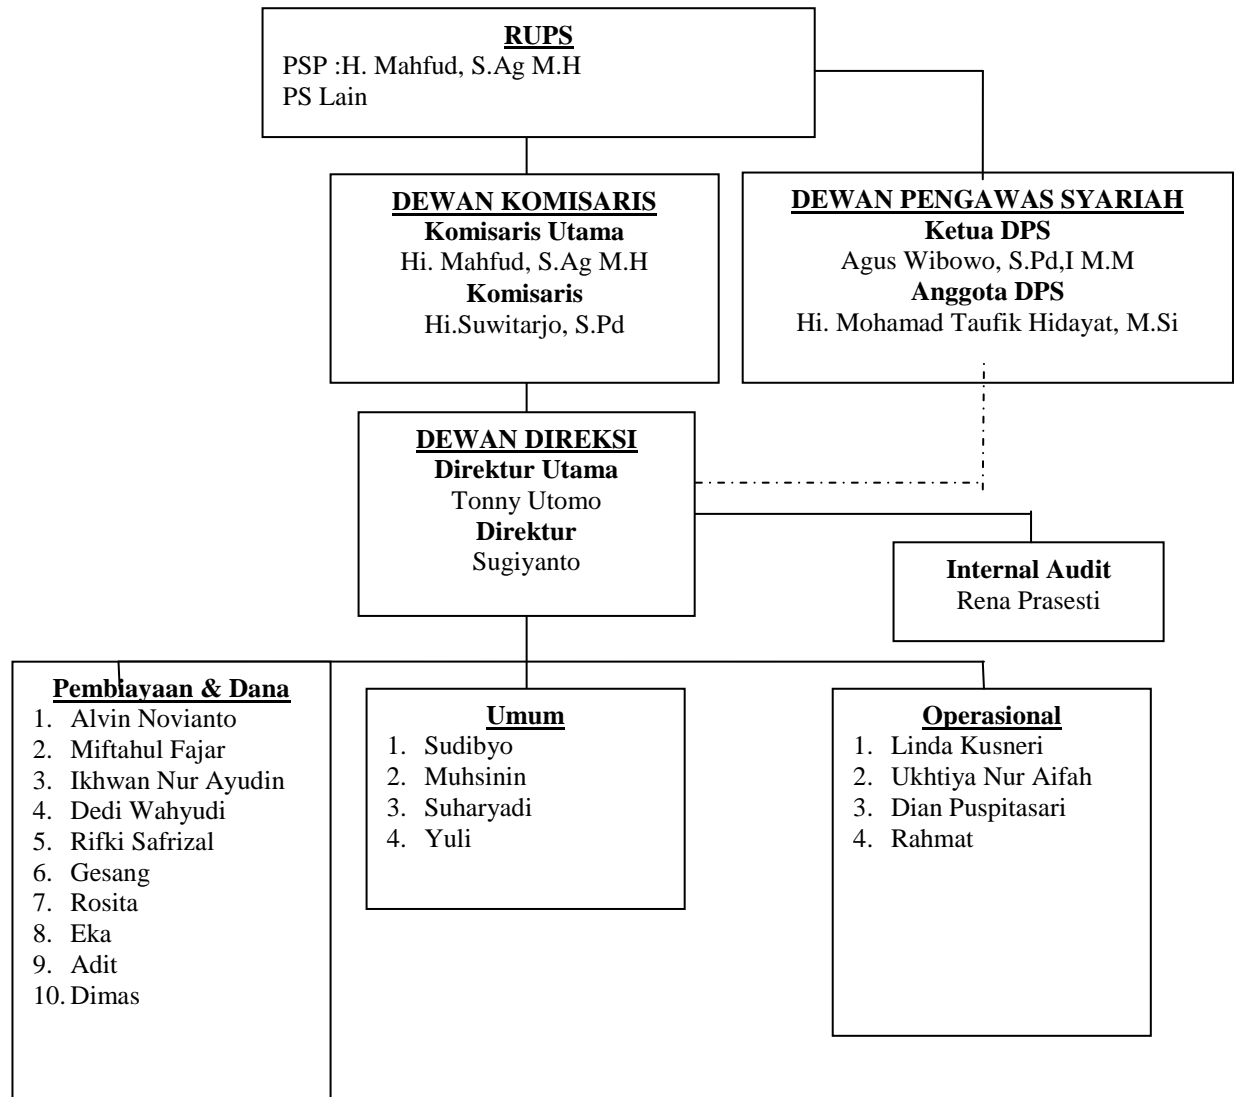 RUPS
PSP :H. Mahfud, S.Ag M.H
PS Lain
DEWAN KOMISARIS
Komisaris Utama
Hi. Mahfud, S.Ag M.H
Komisaris
Hi.Suwitarjo, S.Pd
DEWAN PENGAWAS SYARIAH
Ketua DPS
Agus Wibowo, S.Pd,I M.M
Anggota DPS
Hi. Mohamad Taufik Hidayat, M.Si
DEWAN DIREKSI
Direktur Utama
Tonny Utomo
Direktur
Sugiyanto
Internal Audit
Rena Prasesti
Pembiayaan & Dana
1. Alvin Novianto
2. Miftahul Fajar
3. Ikhwan Nur Ayudin
4. Dedi Wahyudi
5. Rifki Safrizal
6. Gesang
7. Rosita
8. Eka
9. Adit
10. Dimas
Umum
1. Sudibyo
2. Muhsinin
3. Suharyadi
4. Yuli
Operasional
1. Linda Kusneri
2. Ukhtiya Nur Aifah
3. Dian Puspitasari
4. Rahmat